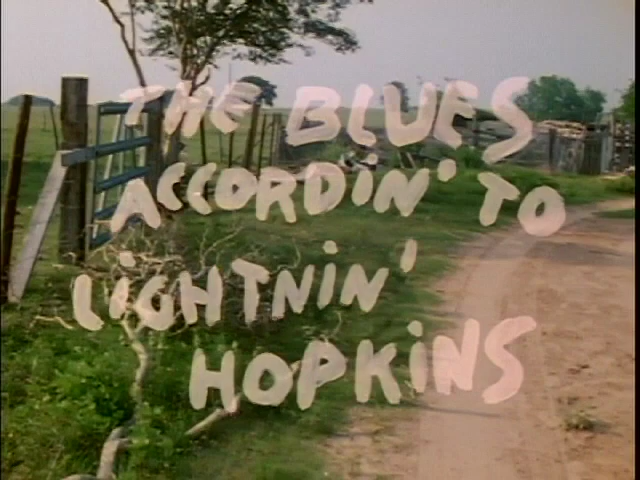 THE BLUES
ACCORDiN' TO
LiGHTNiN'
HOPKiNS